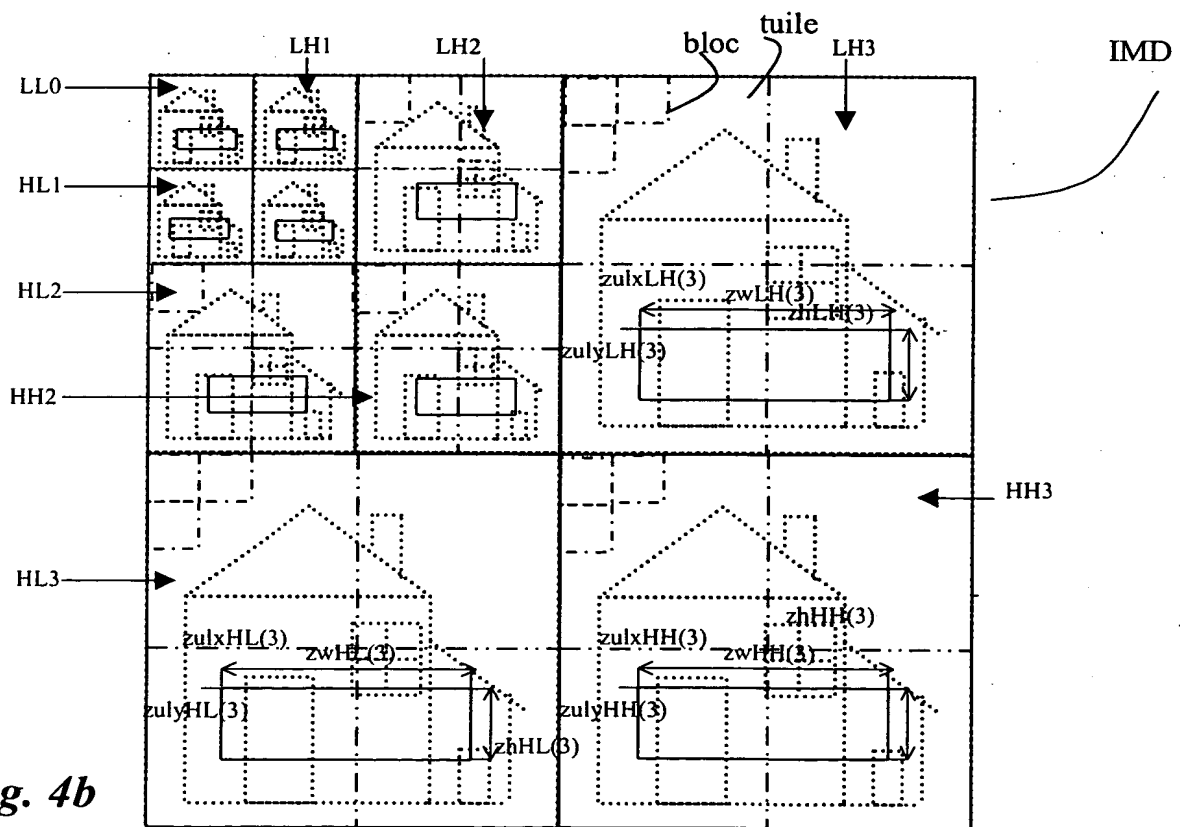 tuile
bloc
LH1
LH2
LH3
IMD
LL0
HL1
HL2
zulxLH(3)
zwLH(3)
zhLH(3)
zulyLH(3)
HH2
HH3
HL3
zulxHL(3)
zwHL(3)
zulyHL(3)
zhHL(3)
zhHH(3)
zulxHH(3)
zwHH(3)
zulyHH(3)
g. 4b